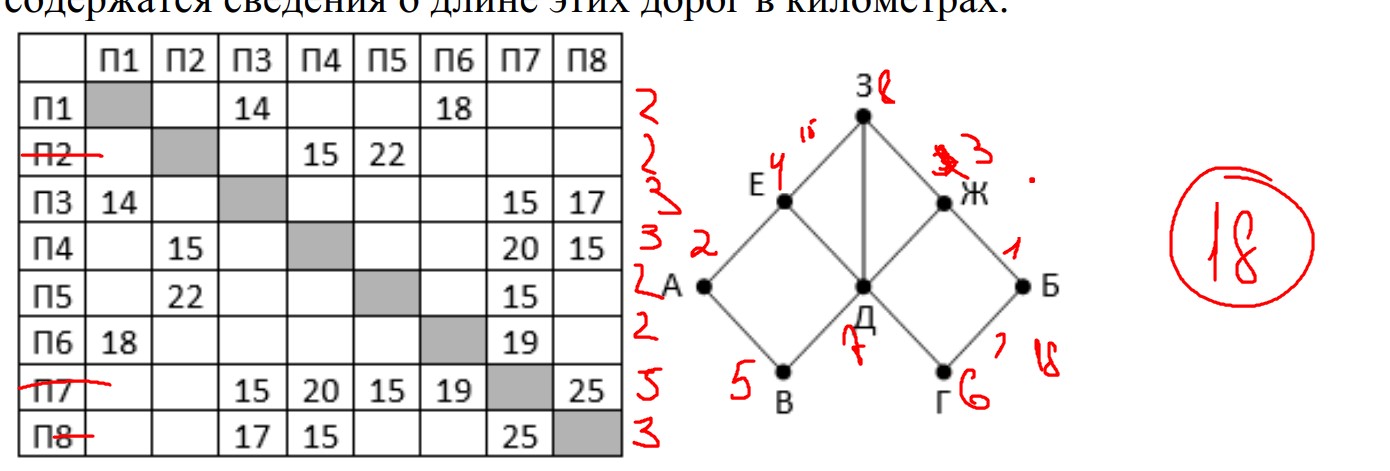 содержатся сведения о длине этих дорог в километрах.
П1 П2 П3 П4 П5 П6 П7 П8
П1 14 18 2
П2 15 22 2
П3 14 15 17 3
П4 15 20 15 3
П5 22 15 2
П6 18 19 2
П7 15 20 15 19 25 5
П8 17 15 25 3
З 8
15
Е 4
3 Ж
А 2
1 Б
Д 7
В 5
Г 6
18
18